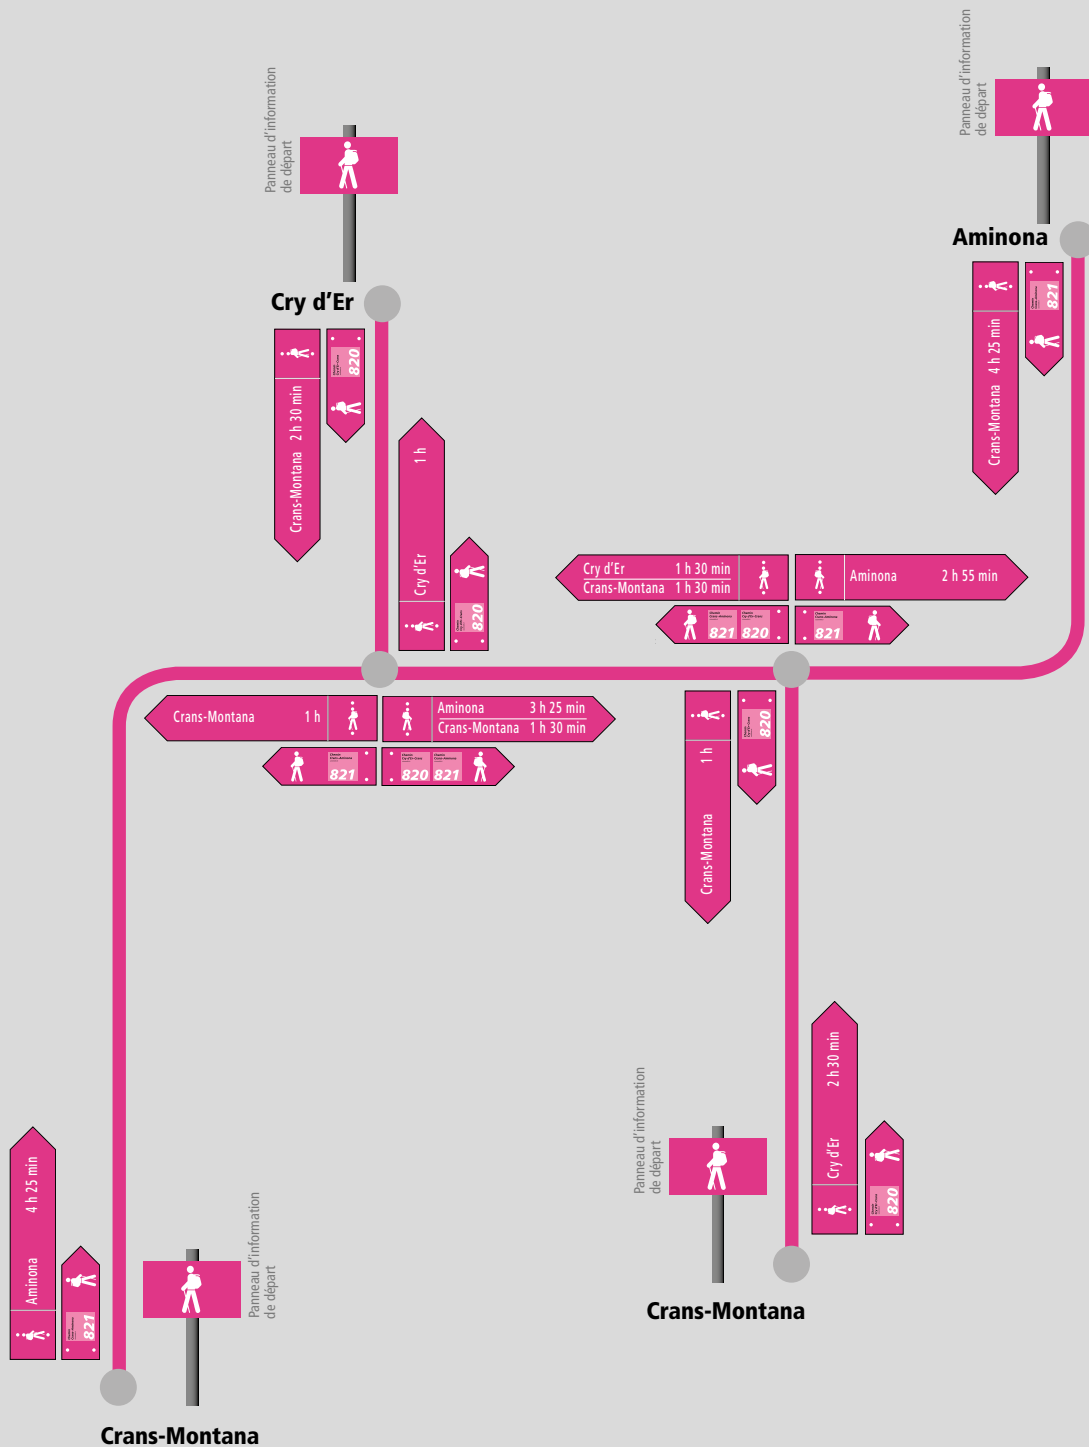 Panneau d'information
de départ
Aminona
Crans-Montana 4 h 25 min
821
Panneau d'information
de départ
Cry d'Er
Crans-Montana 2 h 30 min
820
Cry d'Er 1 h
820
Cry d'Er 1 h 30 min
Crans-Montana 1 h 30 min
821 820
Aminona 2 h 55 min
821
Crans-Montana 1 h
821
Aminona 3 h 25 min
Crans-Montana 1 h 30 min
820 821
Crans-Montana 1 h
820
Cry d'Er 2 h 30 min
820
Panneau d'information
de départ
Crans-Montana
Aminona 4 h 25 min
821
Panneau d'information
de départ
Crans-Montana